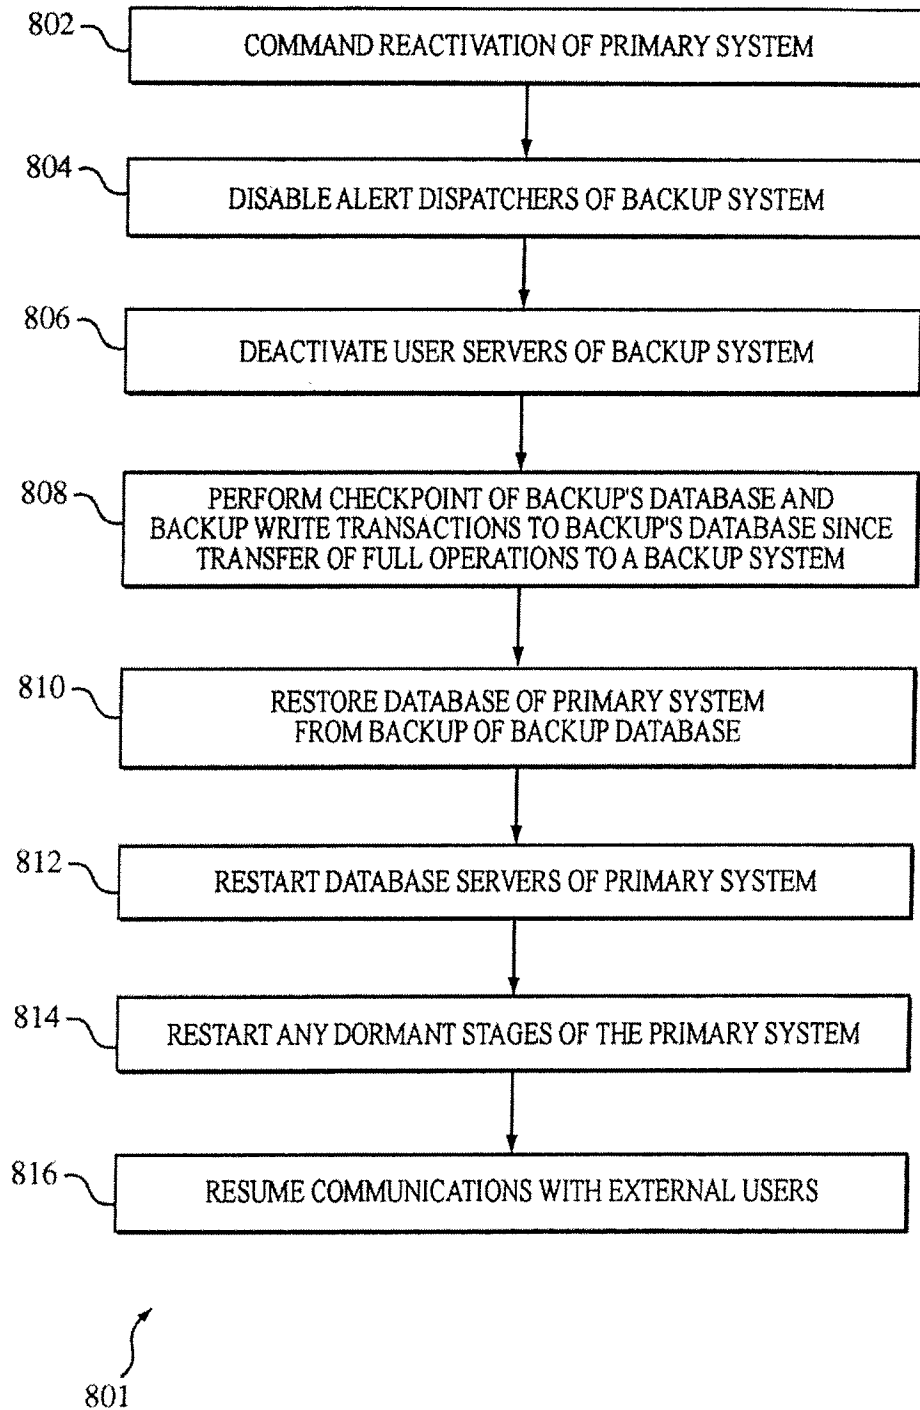 802
COMMAND REACTIVATION OF PRIMARY SYSTEM
804
DISABLE ALERT DISPATCHERS OF BACKUP SYSTEM
806
DEACTIVATE USER SERVERS OF BACKUP SYSTEM
808
PERFORM CHECKPOINT OF BACKUP'S DATABASE AND
BACKUP WRITE TRANSACTIONS TO BACKUP'S DATABASE SINCE
TRANSFER OF FULL OPERATIONS TO A BACKUP SYSTEM
810
RESTORE DATABASE OF PRIMARY SYSTEM
FROM BACKUP OF BACKUP DATABASE
812
RESTART DATABASE SERVERS OF PRIMARY SYSTEM
814
RESTART ANY DORMANT STAGES OF THE PRIMARY SYSTEM
816
RESUME COMMUNICATIONS WITH EXTERNAL USERS
801